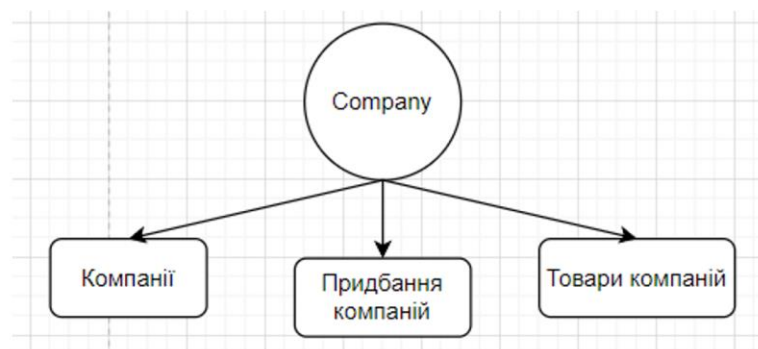 Company
Компанії
Придбання
компаній
Товари компаній